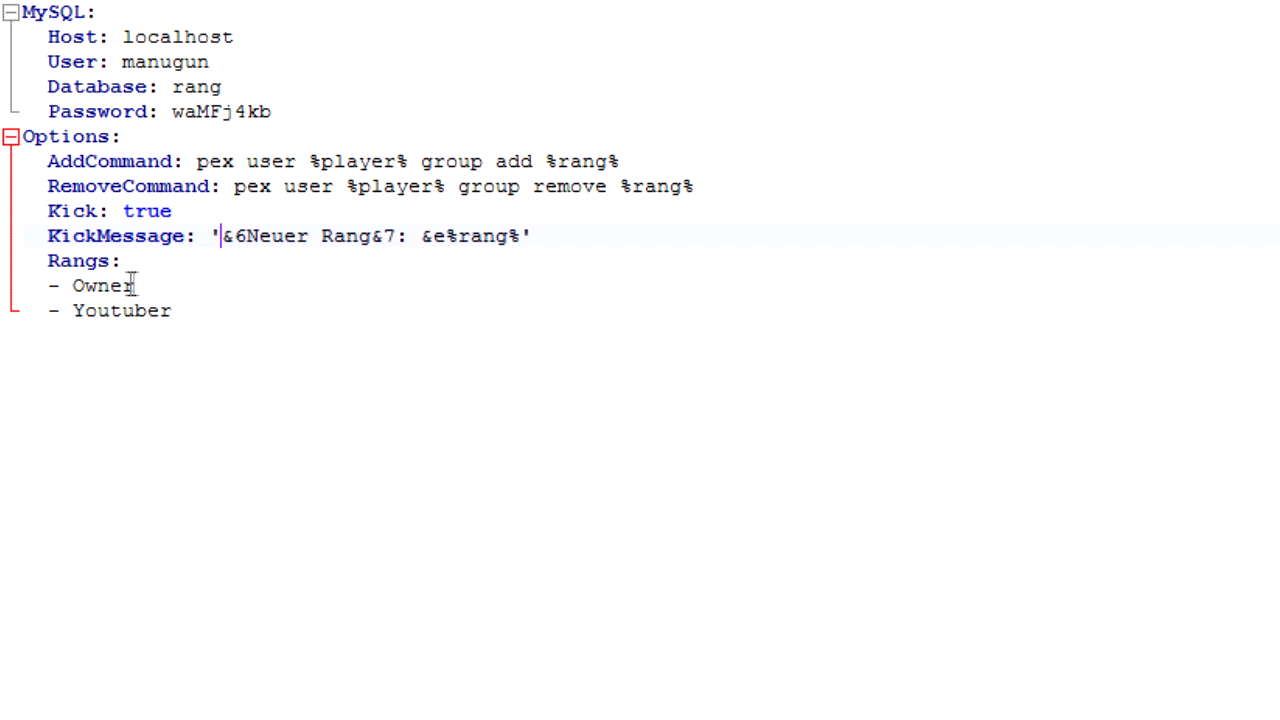 MySQL:
Host: localhost
User: manugun
Database: rang
Password: waMFj4kb
Options:
AddCommand: pex user %player% group add %rang%
RemoveCommand: pex user %player% group remove %rang%
Kick: true
KickMessage: '&6Neuer Rang&7: &e%rang%'
Rangs:
- Owner
- Youtuber